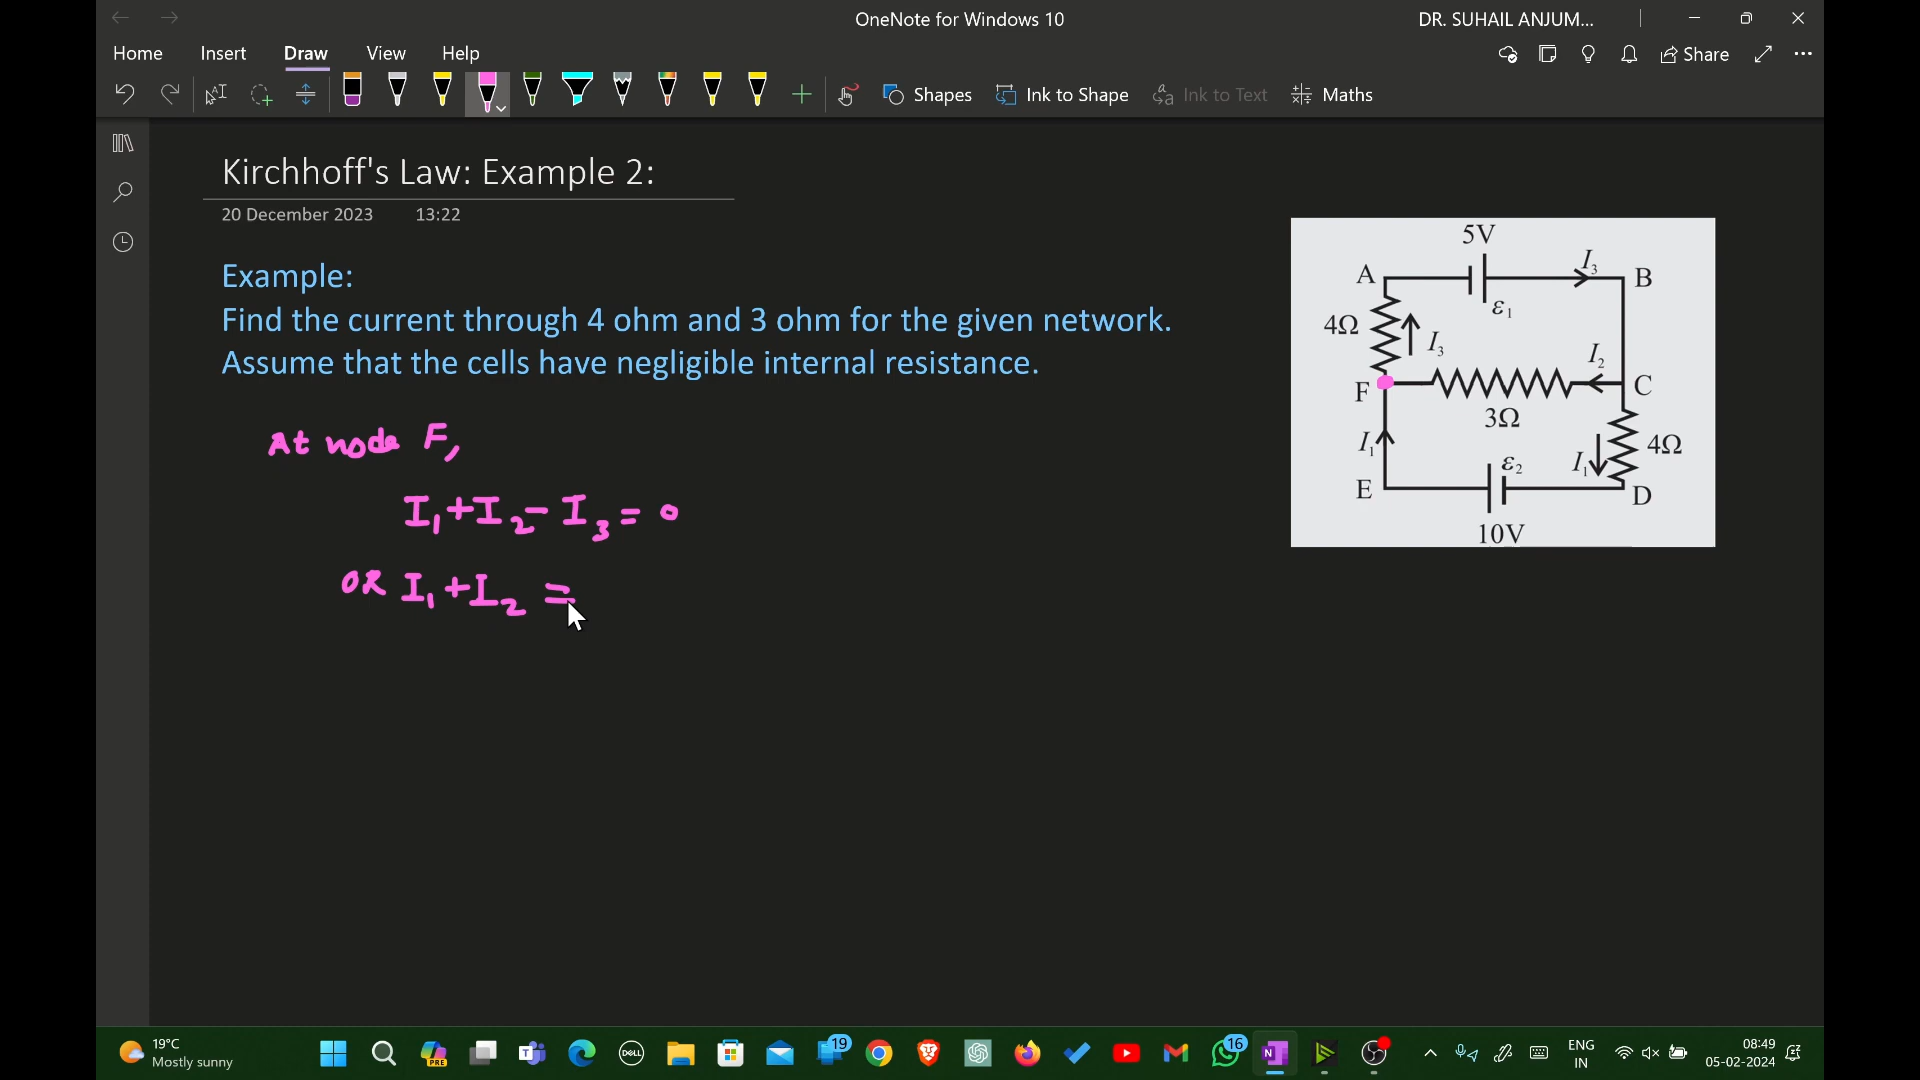 OneNote for Windows 10
DR. SUHAIL ANJUM...
Home Insert Draw View Help
Share
Shapes Ink to Shape Ink to Text Maths
Kirchhoff's Law: Example 2:
20 December 2023 13:22
Example:
Find the current through 4 ohm and 3 ohm for the given network.
Assume that the cells have negligible internal resistance.
At node F,
I₁+I₂-I₃=0
OR I₁+I₂=
5V
A I₃ B
ε₁
4Ω
I₃ I₂
F C
3Ω
I₁ ε₂ I₁ 4Ω
E D
10V
19°C
Mostly sunny
PRE
DELL
19
16
ENG
IN
08:49
05-02-2024